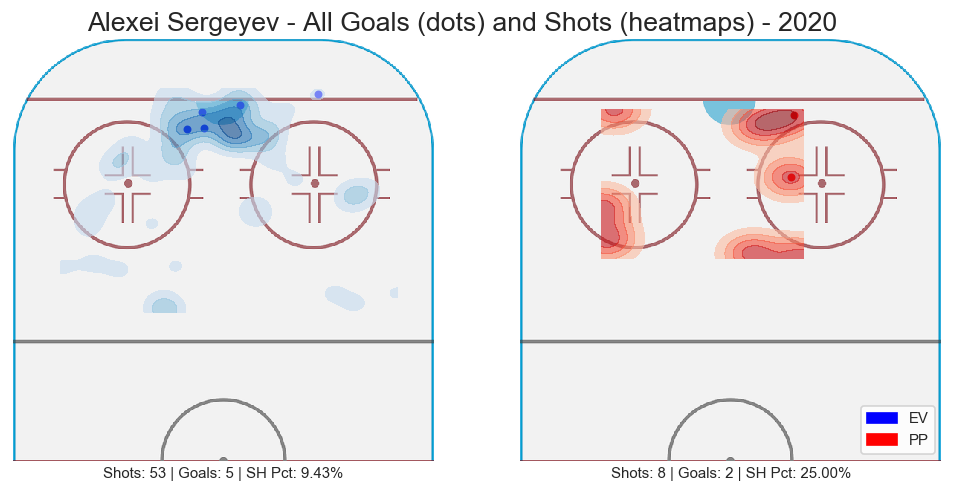 Alexei Sergeyev - All Goals (dots) and Shots (heatmaps) - 2020
EV
PP
Shots: 53 | Goals: 5 | SH Pct: 9.43%
Shots: 8 | Goals: 2 | SH Pct: 25.00%